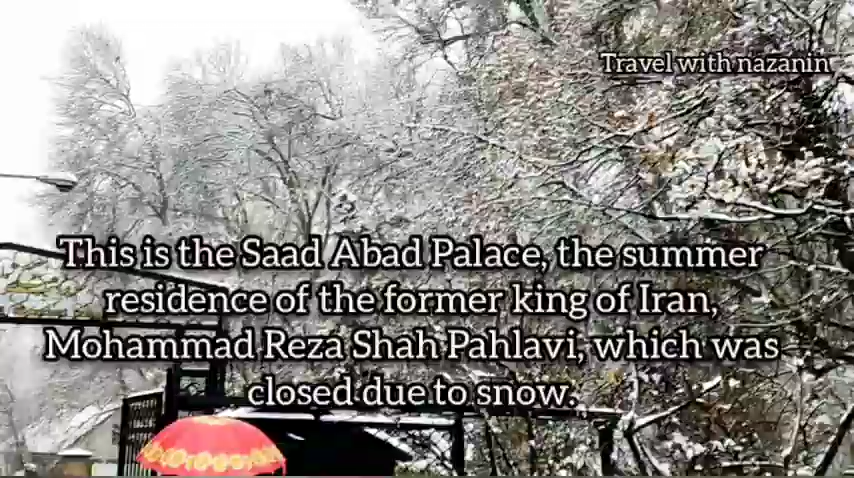 Travel with nazanin
This is the Saad Abad Palace, the summer
residence of the former king of Iran,
Mohammad Reza Shah Pahlavi, which was
closed due to snow.